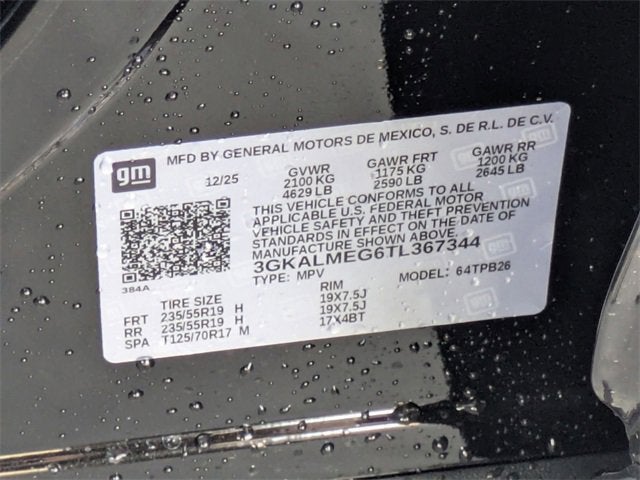 gm
MFD BY GENERAL MOTORS DE MEXICO, S. DE R.L. DE C.V.
12/25 GVWR GAWR FRT GAWR RR
2100 KG 1175 KG 1200 KG
4629 LB 2590 LB 2645 LB
THIS VEHICLE CONFORMS TO ALL
APPLICABLE U.S. FEDERAL MOTOR
VEHICLE SAFETY AND THEFT PREVENTION
STANDARDS IN EFFECT ON THE DATE OF
MANUFACTURE SHOWN ABOVE.
3GKALMEG6TL367344
384A
TYPE: MPV MODEL: 64TPB26
TIRE SIZE RIM
FRT 235/55R19 H 19X7.5J
RR 235/55R19 H 19X7.5J
SPA T125/70R17 M 17X4BT